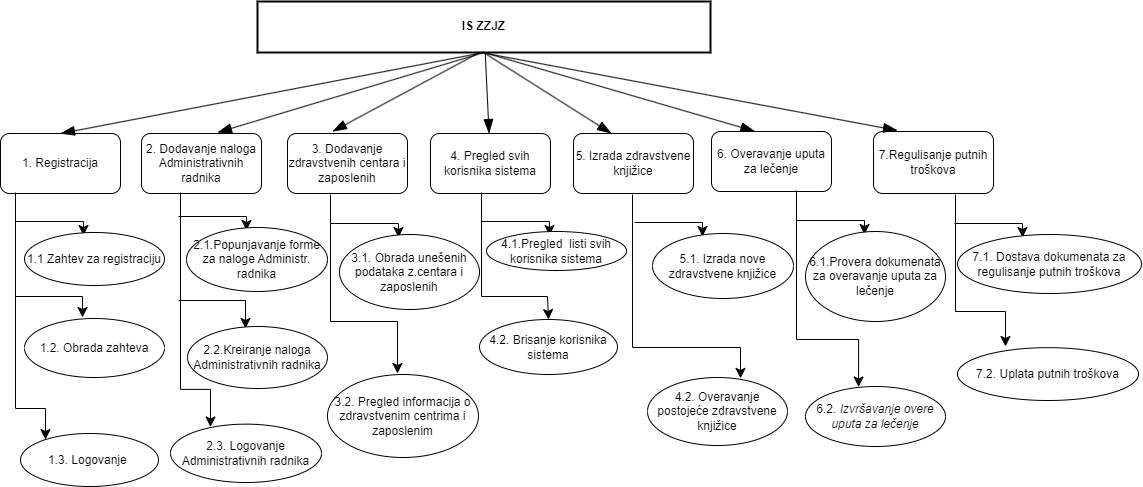 IS ZZJZ
1. Registracija
2. Dodavanje naloga
Administrativnih
radnika
3. Dodavanje
zdravstvenih centara i
zaposlenih
4. Pregled svih
korisnika sistema
5. Izrada zdravstvene
knjižice
6. Overavanje uputa
za lečenje
7.Regulisanje putnih
troškova
1.1 Zahtev za registraciju
1.2. Obrada zahteva
1.3. Logovanje
2.1.Popunjavanje forme
za naloge Administr.
radnika
2.2.Kreiranje naloga
Administrativnih radnika
2.3. Logovanje
Administrativnih radnika
3.1. Obrada unešenih
podataka z.centara i
zaposlenih
3.2. Pregled informacija o
zdravstvenim centrima i
zaposlenim
4.1.Pregled listi svih
korisnika sistema
4.2. Brisanje korisnika
sistema
5.1. Izrada nove
zdravstvene knjižice
4.2. Overavanje
postojeće zdravstvene
knjižice
6.1.Provera dokumenata
za overavanje uputa za
lečenje
6.2. Izvršavanje overe
uputa za lečenje
7.1. Dostava dokumenata za
regulisanje putnih troškova
7.2. Uplata putnih troškova